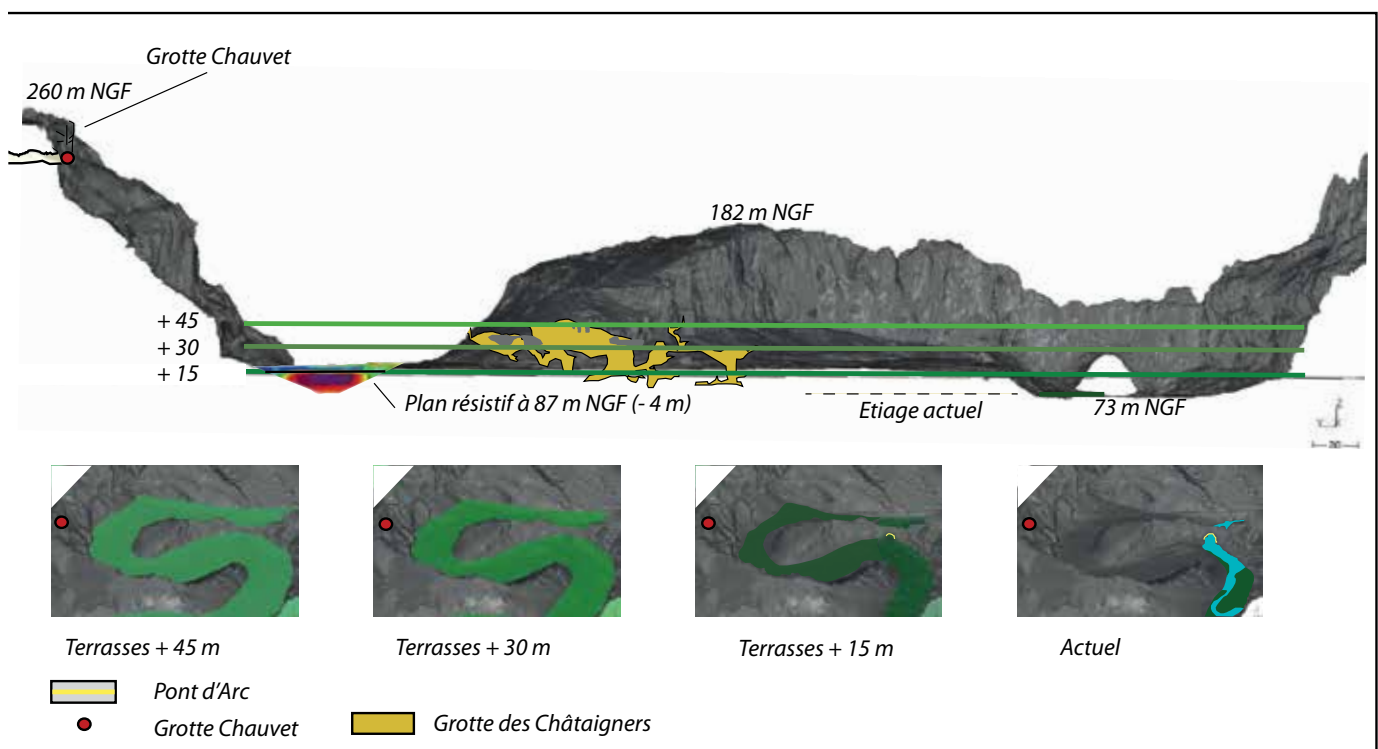 Grotte Chauvet
260 m NGF
182 m NGF
+ 45
+ 30
+ 15
Plan résistif à 87 m NGF (- 4 m)
Etiage actuel
73 m NGF
Terrasses + 45 m
Terrasses + 30 m
Terrasses + 15 m
Actuel
Pont d'Arc
Grotte Chauvet
Grotte des Châtaigners